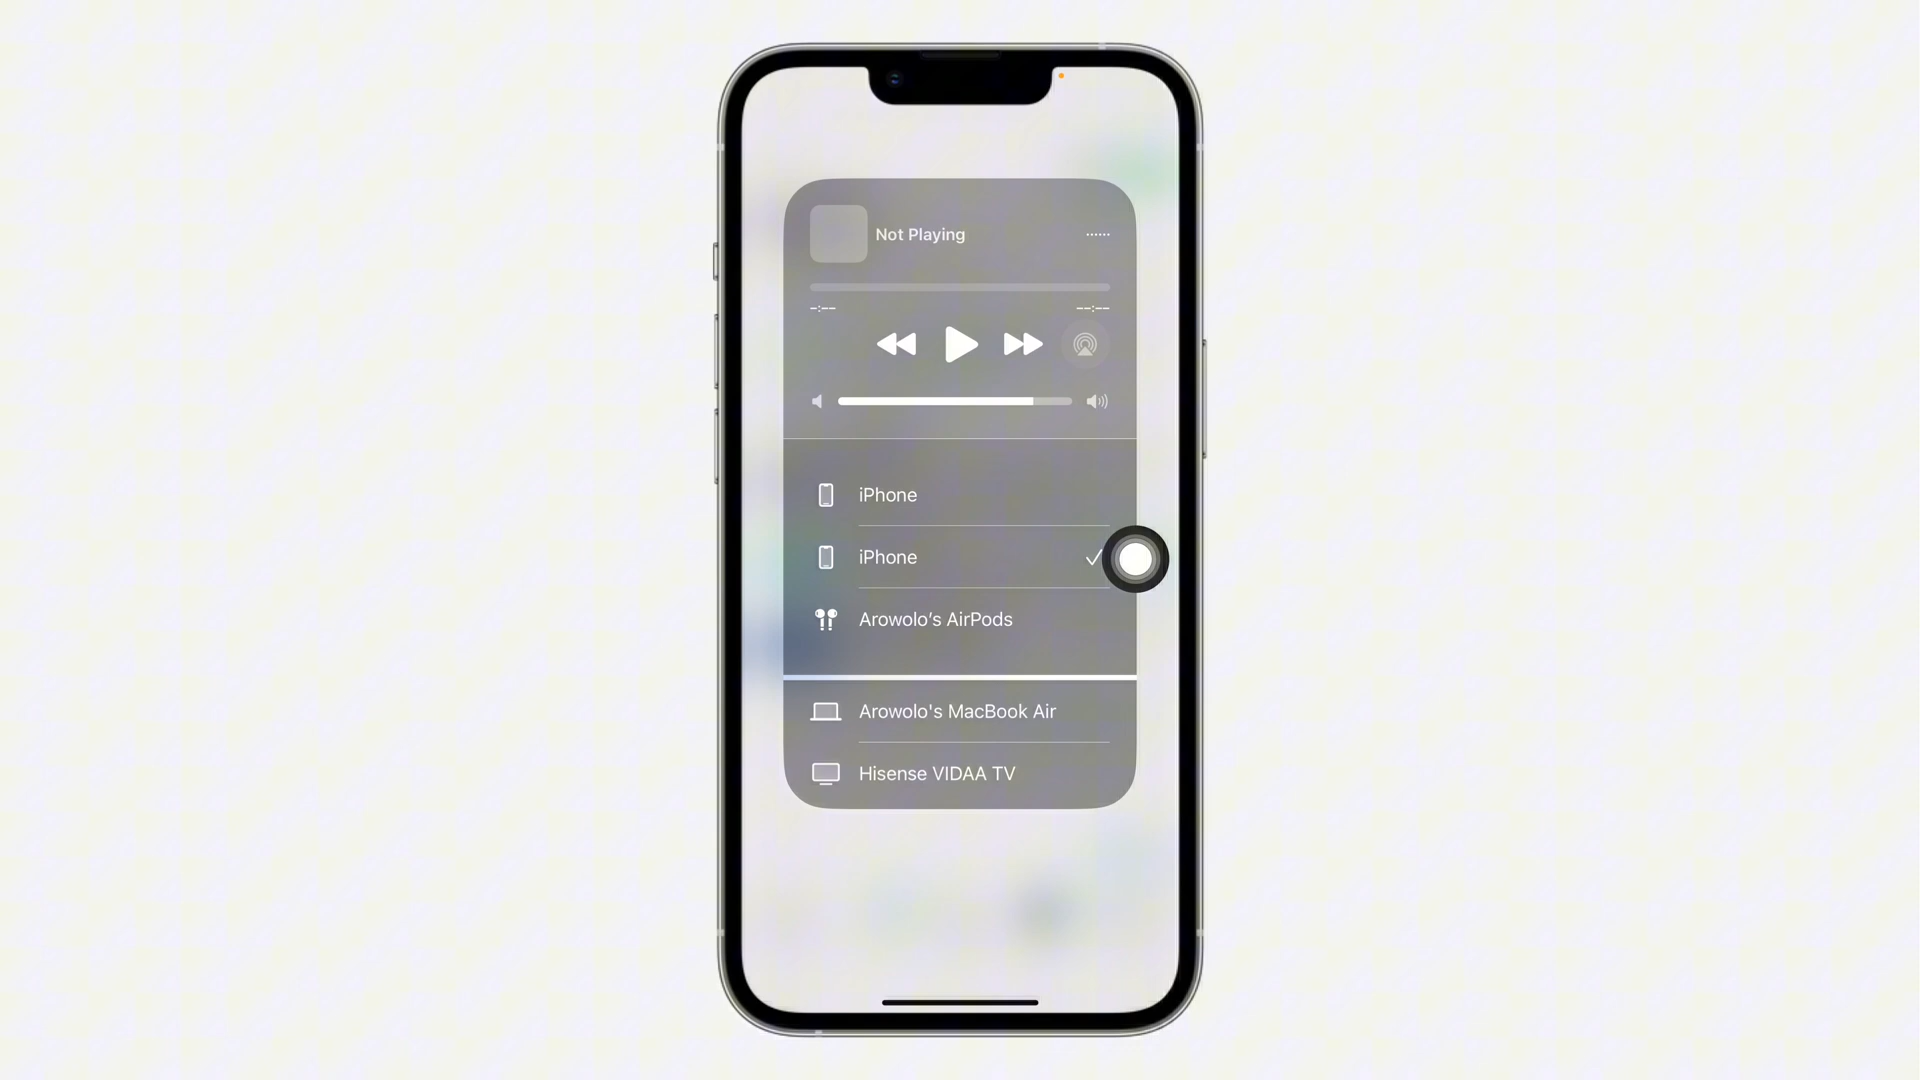 Not Playing
-:--
--:--
iPhone
iPhone
Arowolo’s AirPods
Arowolo's MacBook Air
Hisense VIDAA TV